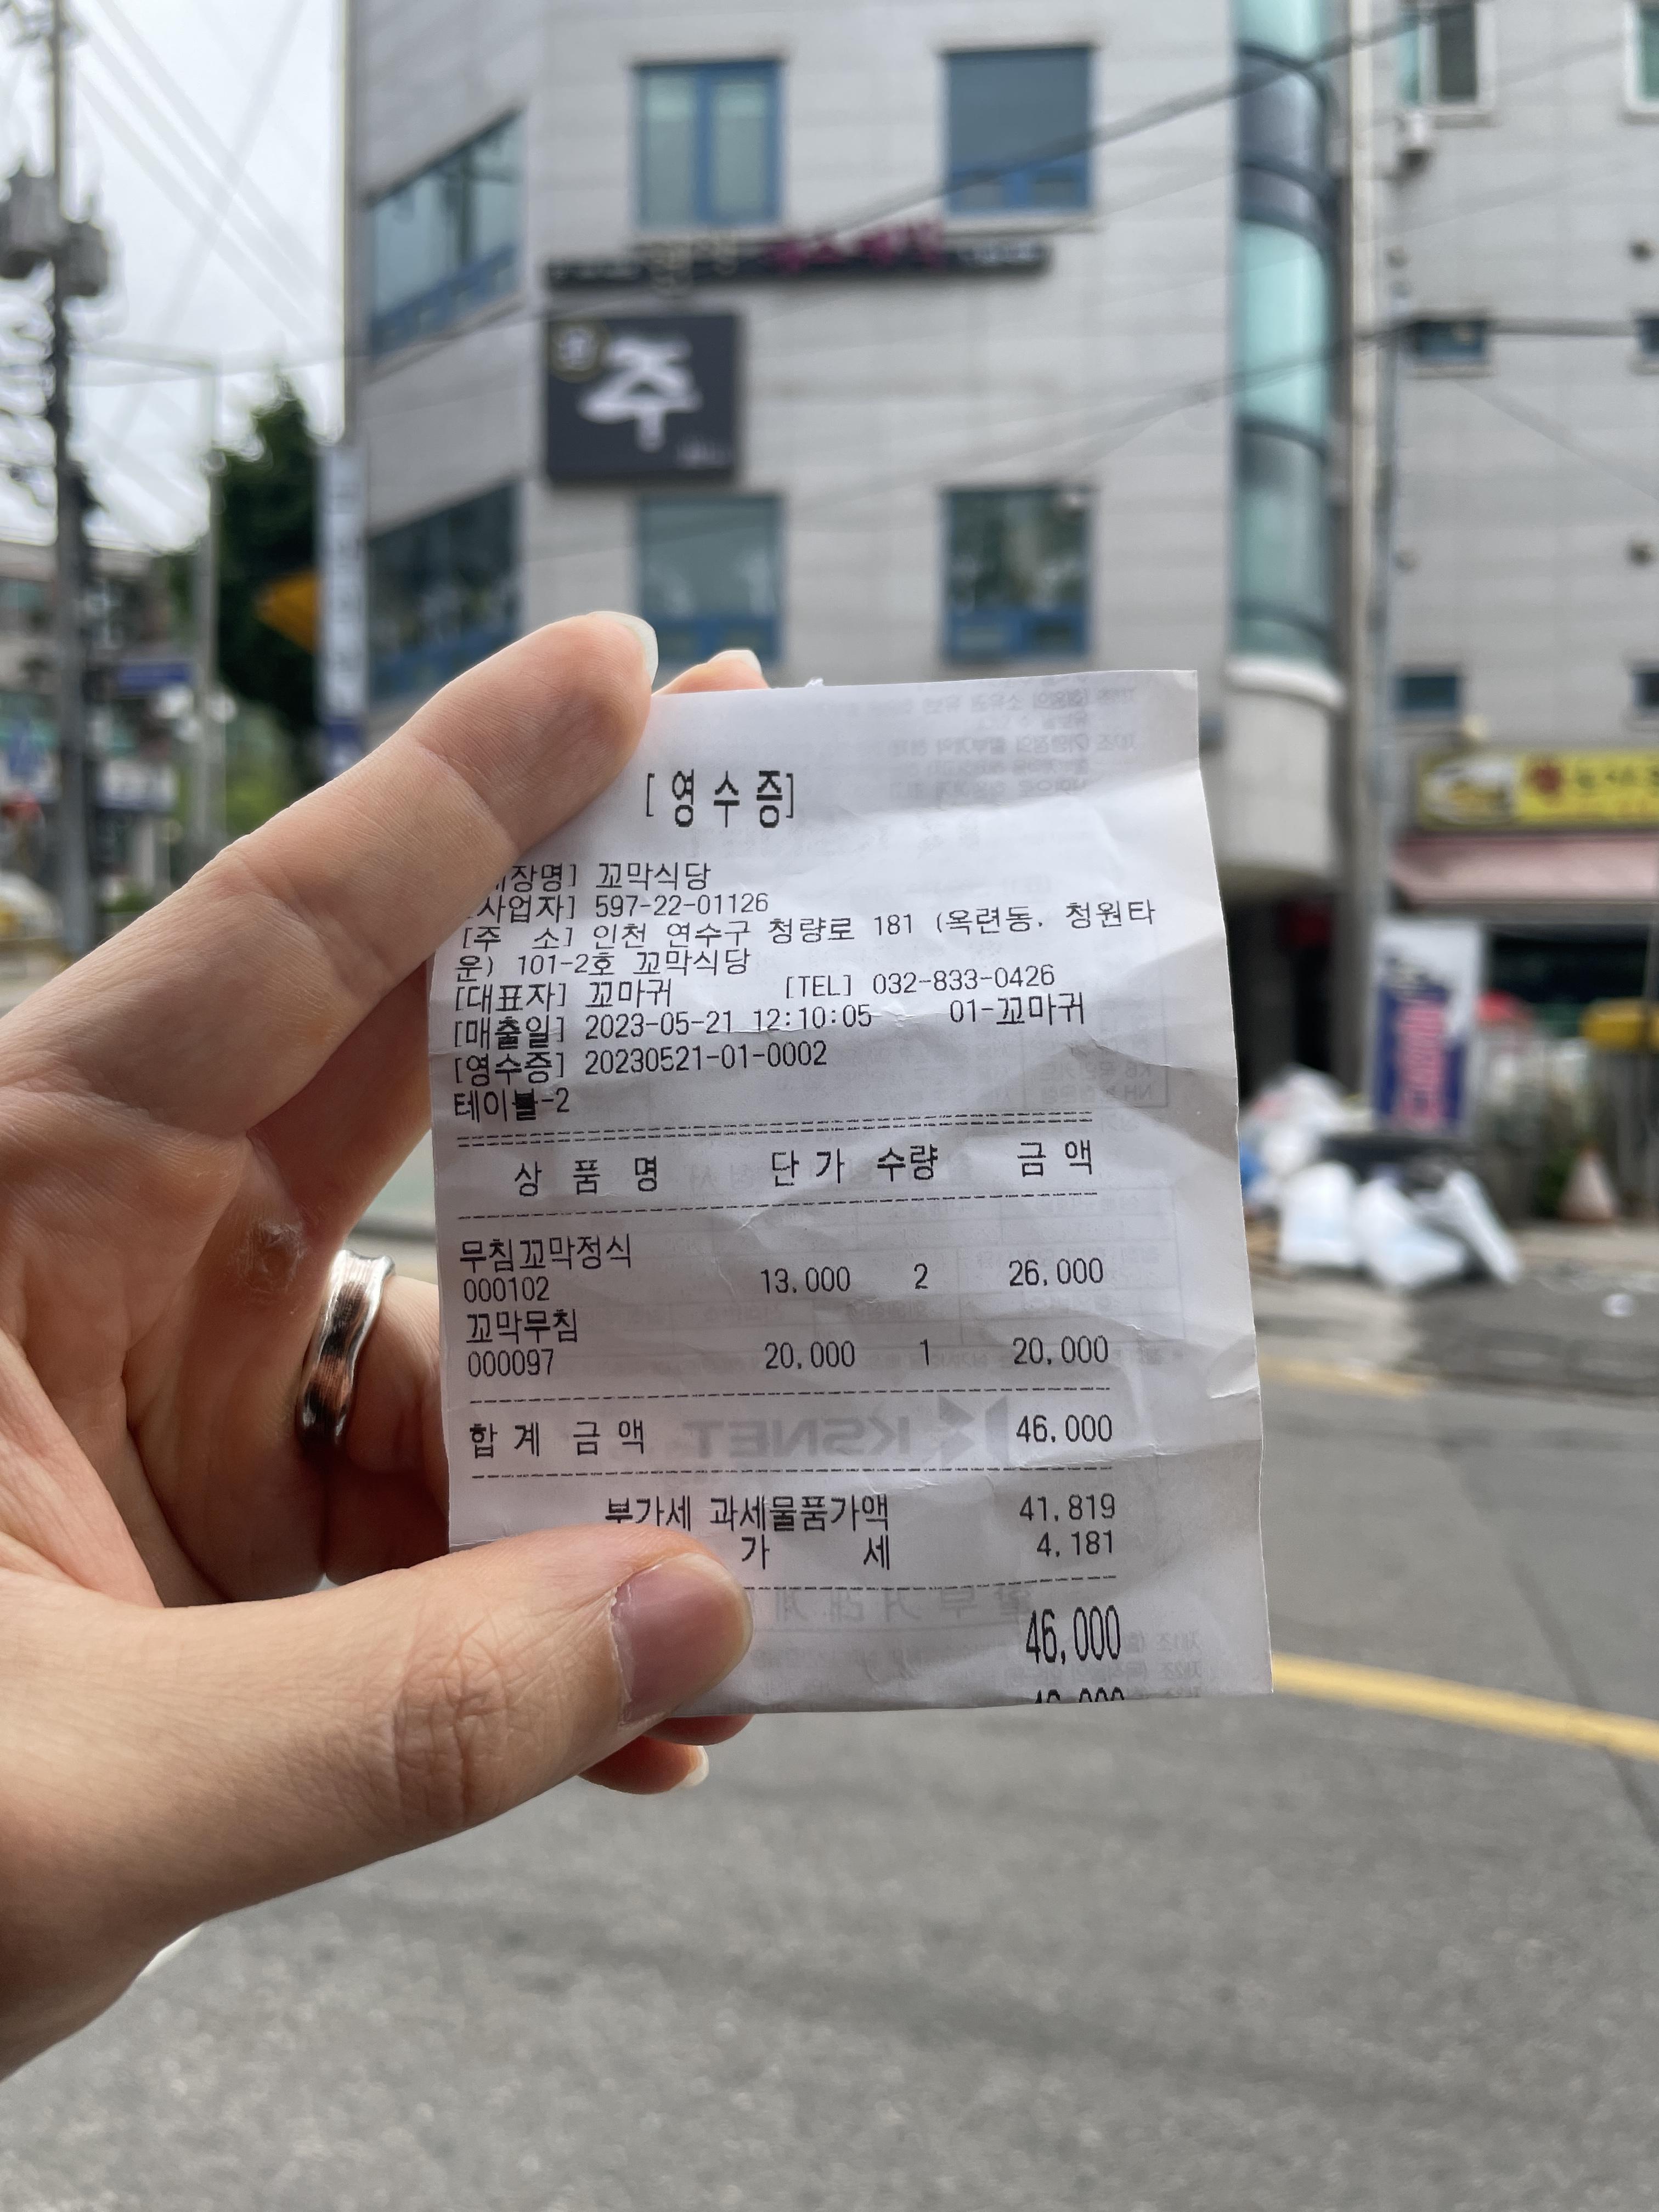 주
[영수증]
장명] 꼬막식당
사업자] 597-22-01126
[주 소] 인천 연수구 청량로 181 (옥련동, 청원타
운) 101-2호 꼬막식당
[대표자] 꼬마귀 [TEL] 032-833-0426
[매출일] 2023-05-21 12:10:05 01-꼬마귀
[영수증] 20230521-01-0002
테이블-2
상 품 명 단 가 수량 금 액
무침꼬막정식
000102 13,000 2 26,000
꼬막무침
000097 20,000 1 20,000
합 계 금 액 46,000
KSNET
부가세 과세물품가액 41,819
가 세 4,181
46,000